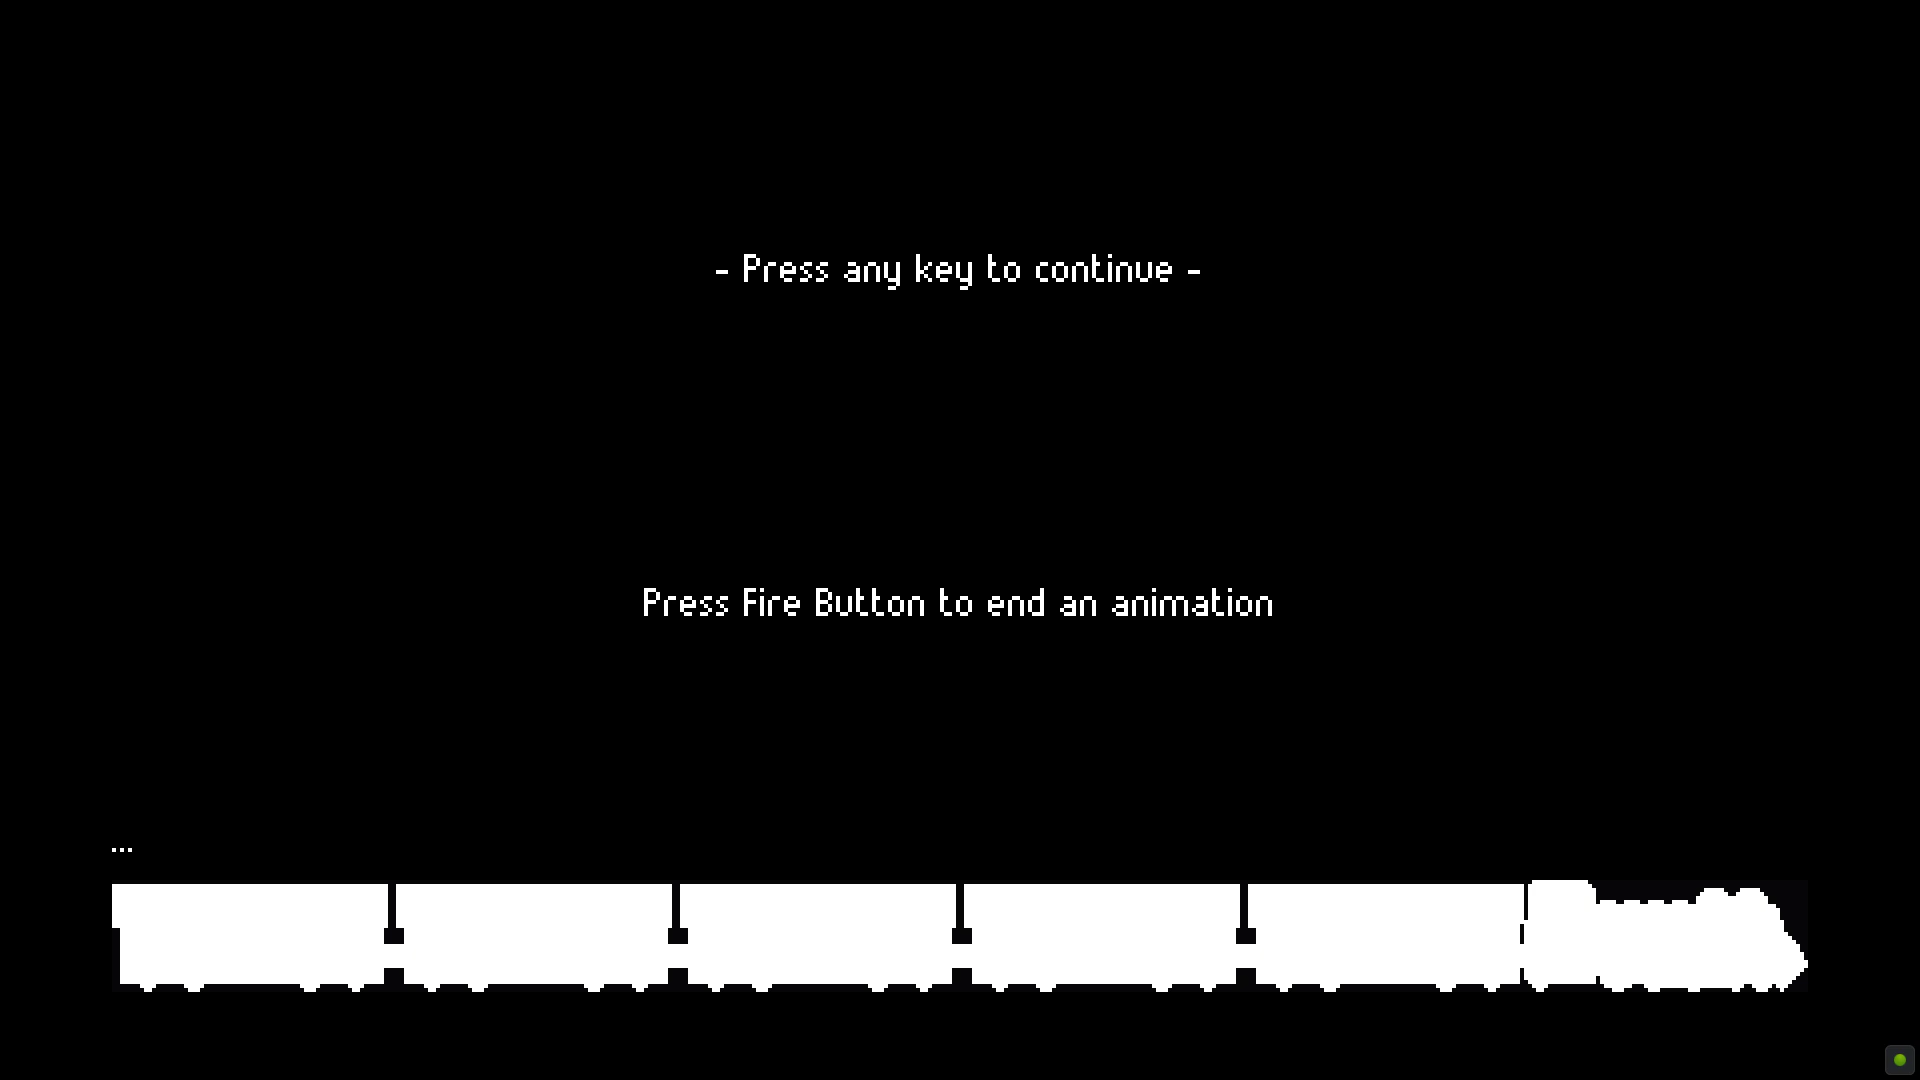 - Press any key to continue -
Press Fire Button to end an animation
...